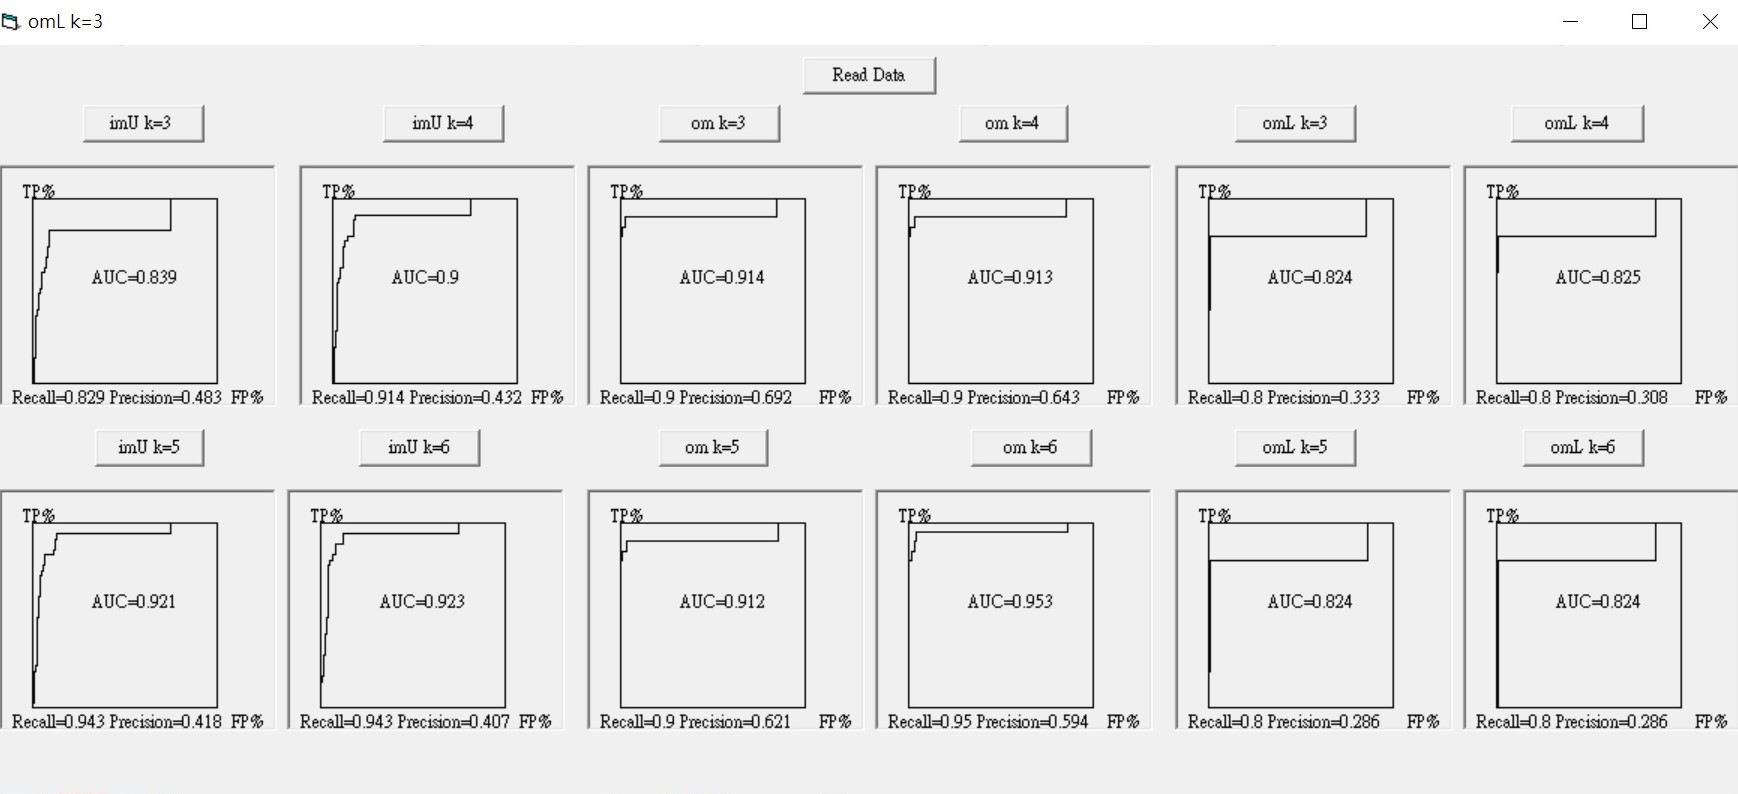 omL k=3
Read Data
imU k=3 imU k=4 om k=3 om k=4 omL k=3 omL k=4
TP% TP% TP% TP% TP% TP%
AUC=0.839 AUC=0.9 AUC=0.914 AUC=0.913 AUC=0.824 AUC=0.825
Recall=0.829 Precision=0.483 FP% Recall=0.914 Precision=0.432 FP% Recall=0.9 Precision=0.692 FP% Recall=0.9 Precision=0.643 FP% Recall=0.8 Precision=0.333 FP% Recall=0.8 Precision=0.308 FP%
imU k=5 imU k=6 om k=5 om k=6 omL k=5 omL k=6
TP% TP% TP% TP% TP% TP%
AUC=0.921 AUC=0.923 AUC=0.912 AUC=0.953 AUC=0.824 AUC=0.824
Recall=0.943 Precision=0.418 FP% Recall=0.943 Precision=0.407 FP% Recall=0.9 Precision=0.621 FP% Recall=0.95 Precision=0.594 FP% Recall=0.8 Precision=0.286 FP% Recall=0.8 Precision=0.286 FP%